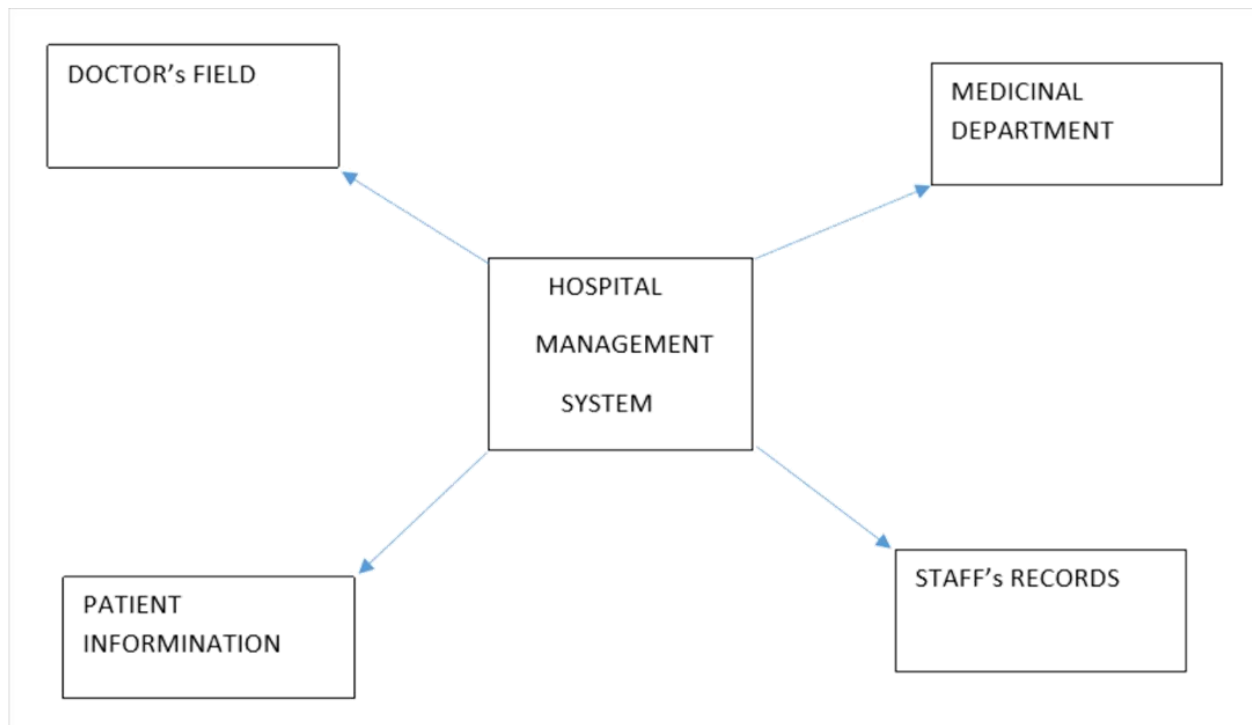 DOCTOR's FIELD
MEDICINAL
DEPARTMENT
HOSPITAL
MANAGEMENT
SYSTEM
PATIENT
INFORMINATION
STAFF's RECORDS